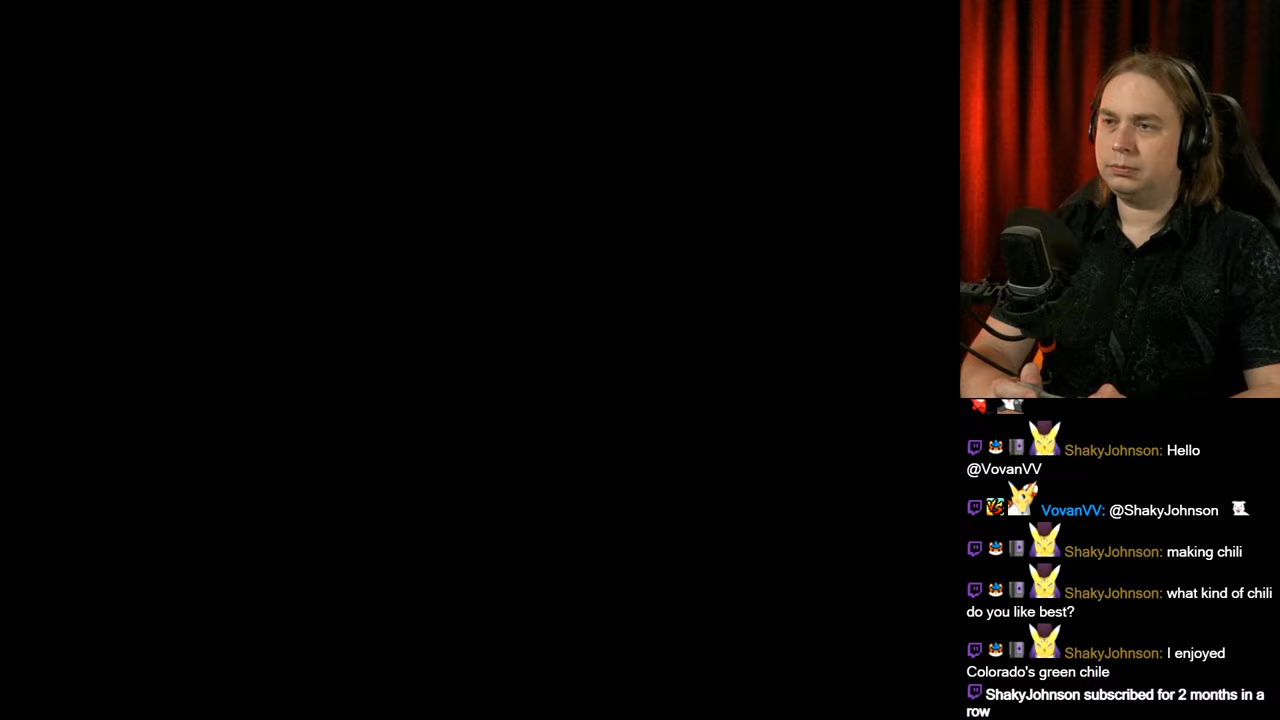 ShakyJohnson: Hello
@VovanVV
VovanVV: @ShakyJohnson
ShakyJohnson: making chili
ShakyJohnson: what kind of chili
do you like best?
ShakyJohnson: I enjoyed
Colorado's green chile
ShakyJohnson subscribed for 2 months in a
row